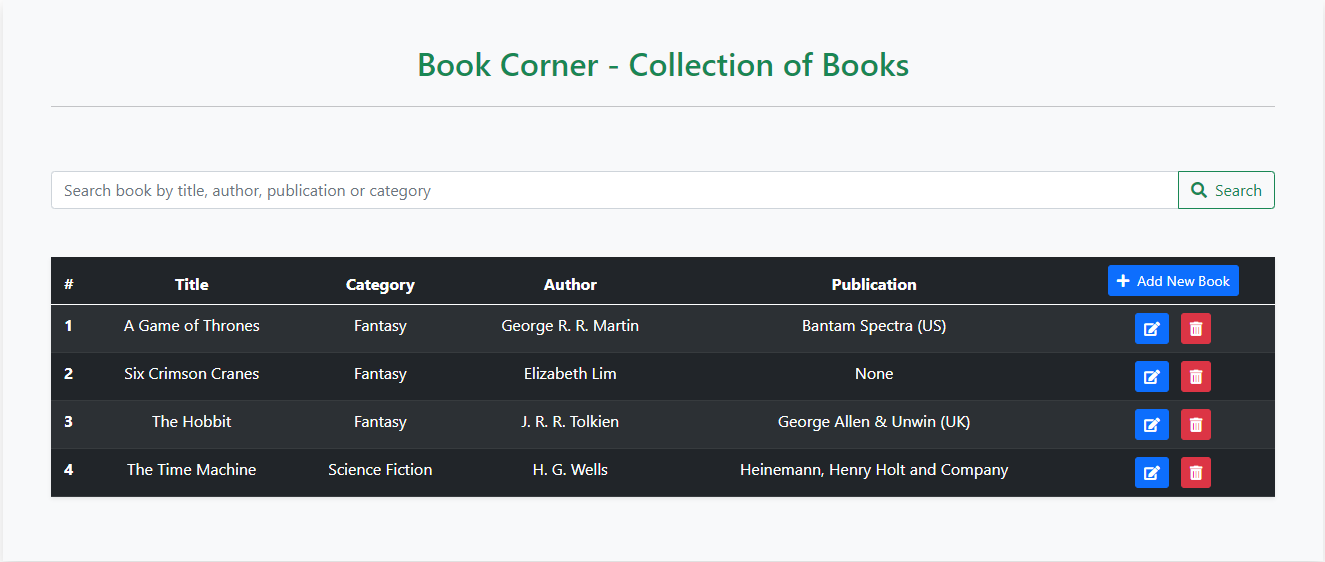 Book Corner - Collection of Books
Search book by title, author, publication or category Search
# Title Category Author Publication Add New Book
1 A Game of Thrones Fantasy George R. R. Martin Bantam Spectra (US)
2 Six Crimson Cranes Fantasy Elizabeth Lim None
3 The Hobbit Fantasy J. R. R. Tolkien George Allen & Unwin (UK)
4 The Time Machine Science Fiction H. G. Wells Heinemann, Henry Holt and Company